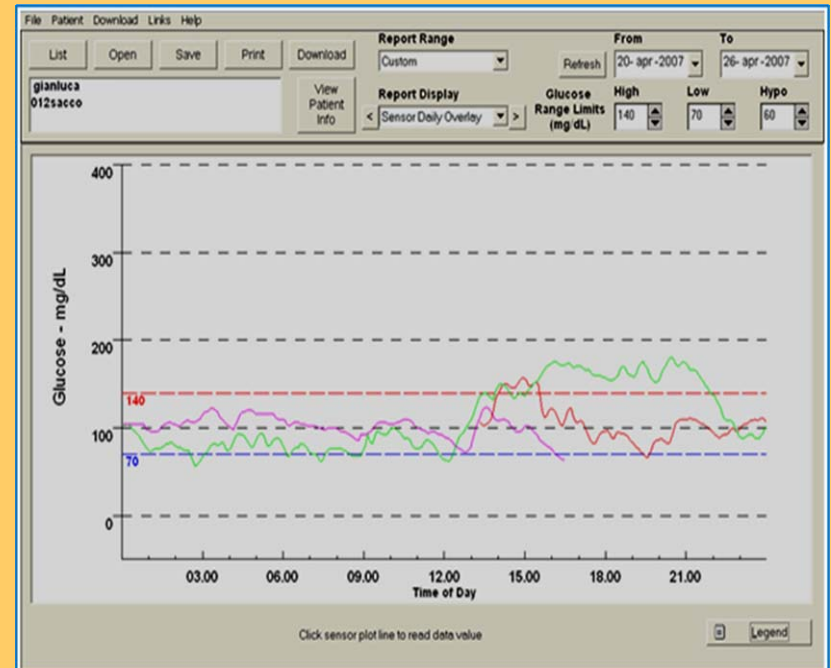 File Patient Download Links Help
List Open Save Print Download
Report Range
Custom
Refresh
From
20- apr -2007
To
26- apr -2007
gianluca
012sacco
View
Patient
Info
Report Display
< Sensor Daily Overlay >
Glucose
Range Limits
(mg/dL)
High
140
Low
70
Hypo
60
Glucose - mg/dL
400
300
200
140
100
70
0
03.00 06.00 09.00 12.00 15.00 18.00 21.00
Time of Day
Click sensor plot line to read data value
Legend